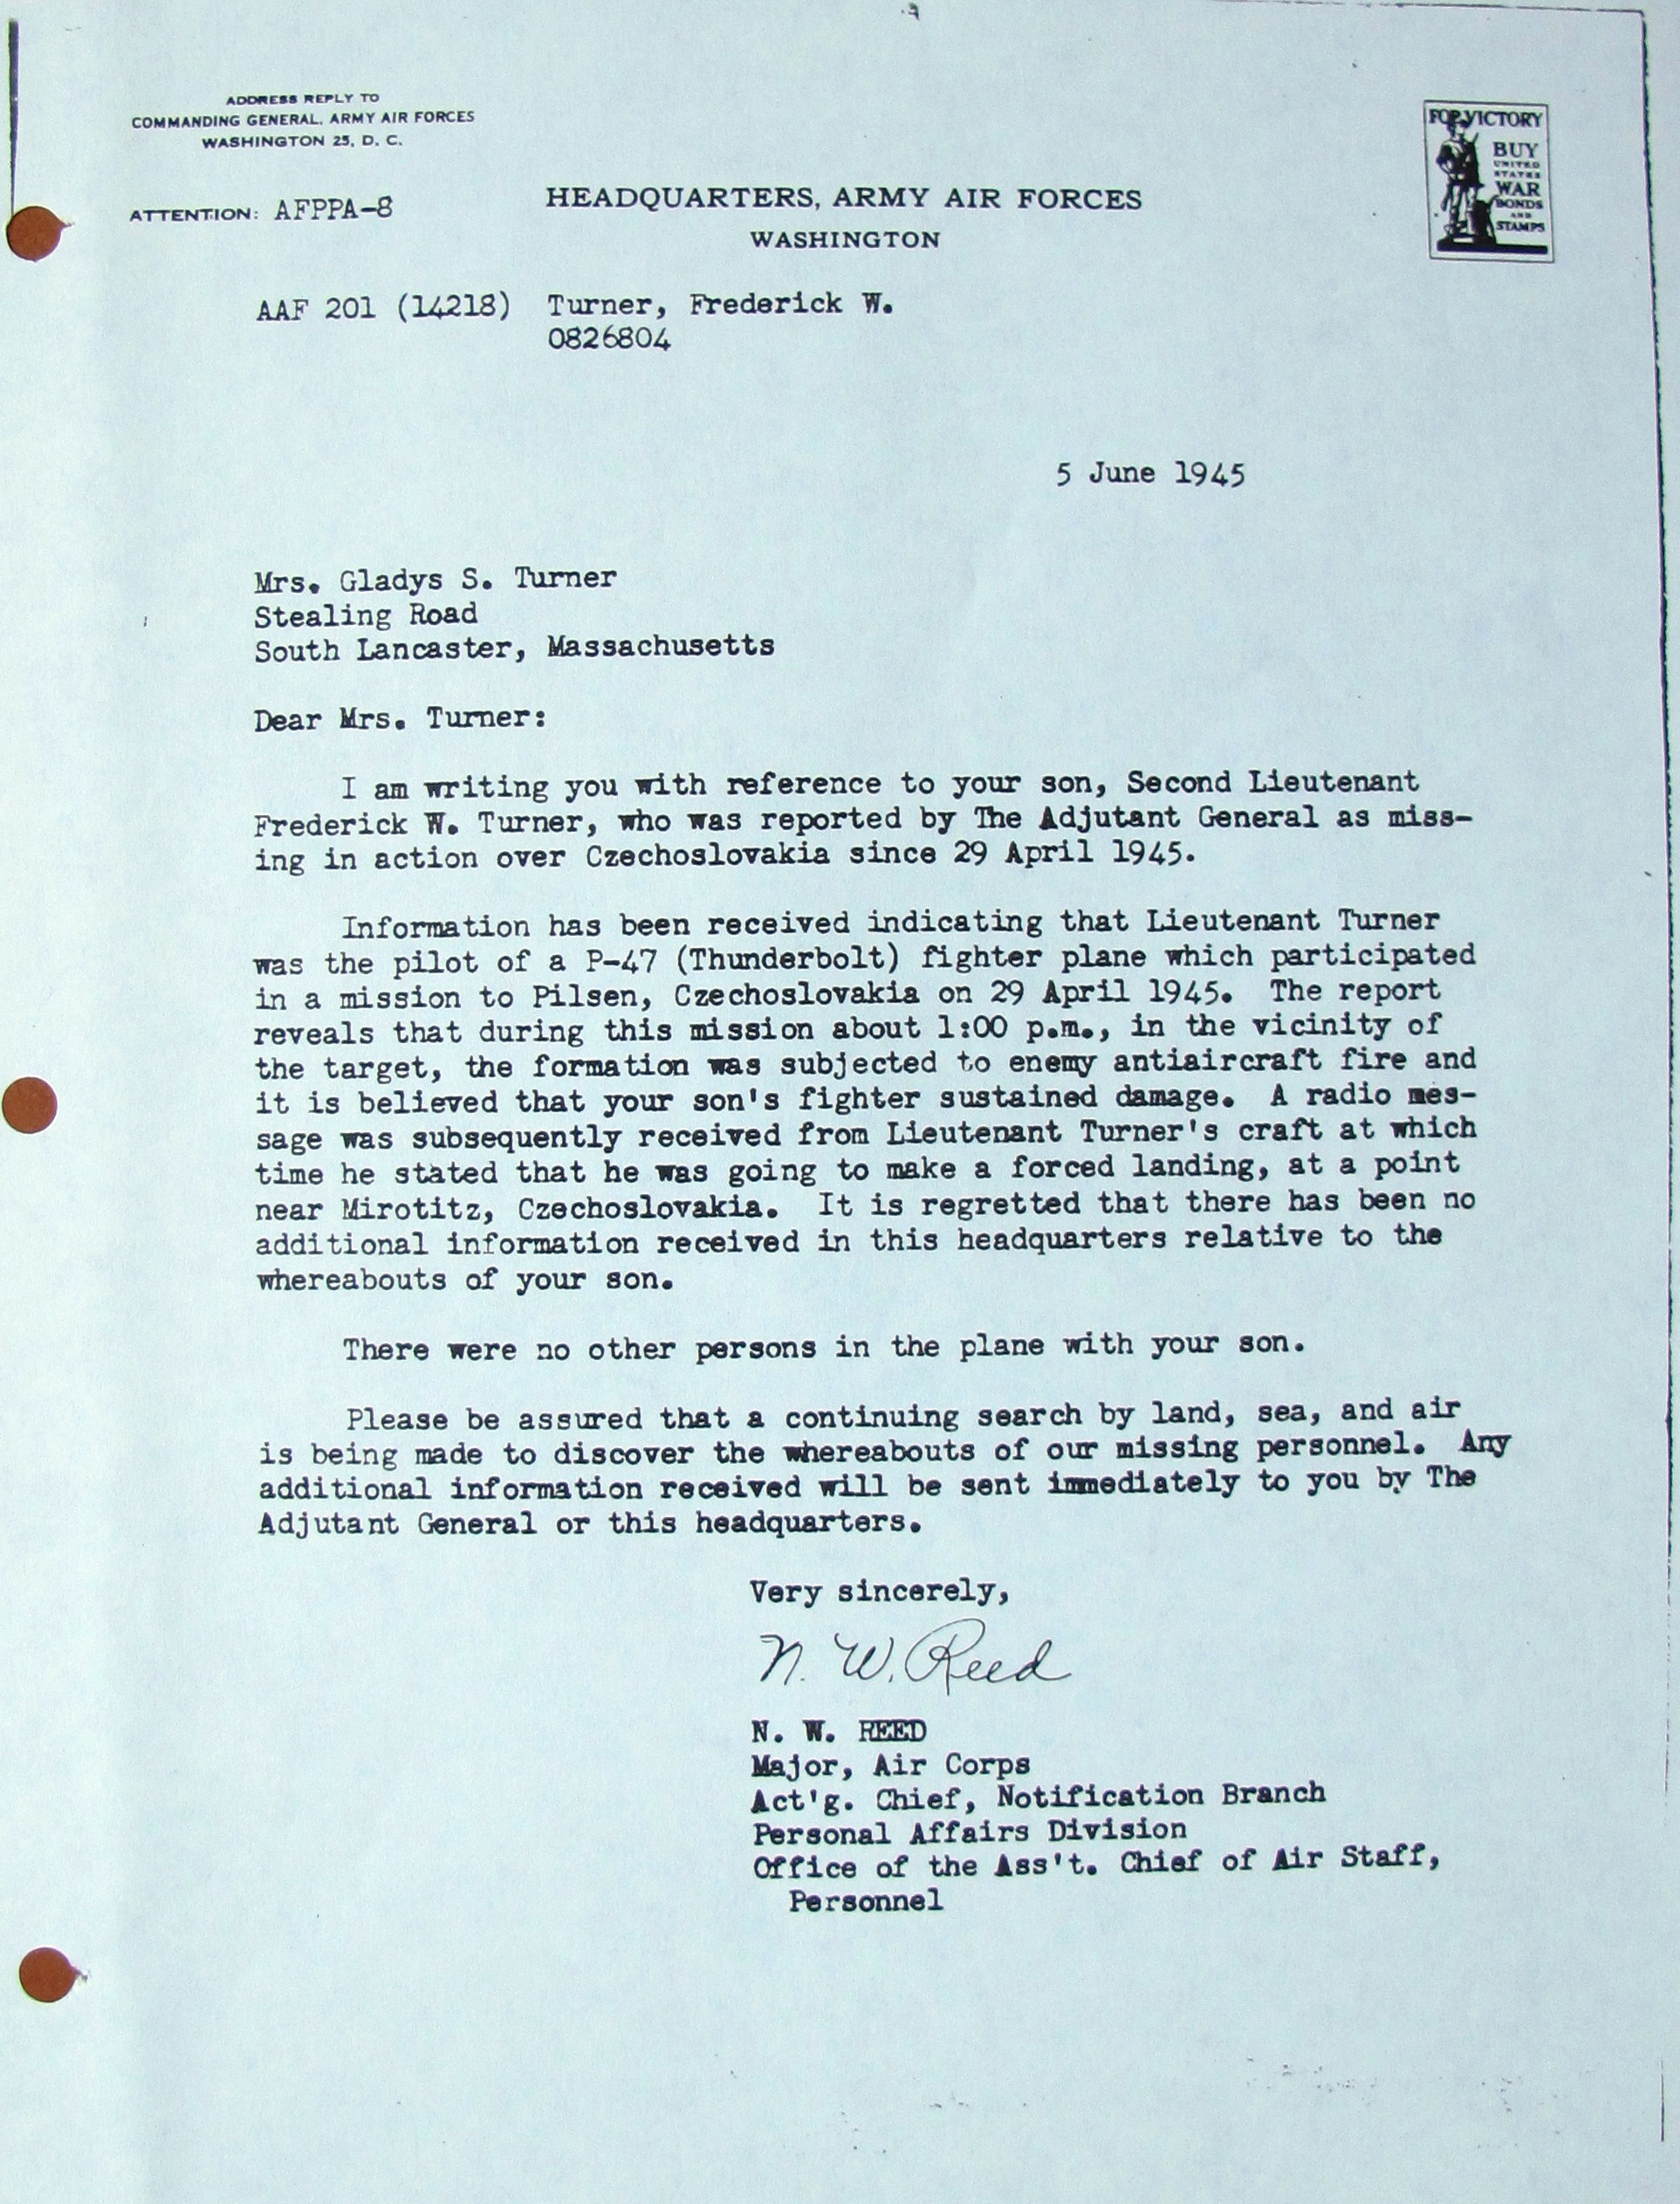 ADDRESS REPLY TO
COMMANDING GENERAL, ARMY AIR FORCES
WASHINGTON 25, D. C.
FOR VICTORY
BUY
UNITED
STATES
WAR
BONDS
AND
STAMPS
ATTENTION: AFPPA-8
HEADQUARTERS, ARMY AIR FORCES
WASHINGTON
AAF 201 (14218) Turner, Frederick W.
0826804
5 June 1945
Mrs. Gladys S. Turner
Stealing Road
South Lancaster, Massachusetts
Dear Mrs. Turner:
I am writing you with reference to your son, Second Lieutenant
Frederick W. Turner, who was reported by The Adjutant General as miss-
ing in action over Czechoslovakia since 29 April 1945.
Information has been received indicating that Lieutenant Turner
was the pilot of a P-47 (Thunderbolt) fighter plane which participated
in a mission to Pilsen, Czechoslovakia on 29 April 1945. The report
reveals that during this mission about 1:00 p.m., in the vicinity of
the target, the formation was subjected to enemy antiaircraft fire and
it is believed that your son's fighter sustained damage. A radio mes-
sage was subsequently received from Lieutenant Turner's craft at which
time he stated that he was going to make a forced landing, at a point
near Mirotitz, Czechoslovakia. It is regretted that there has been no
additional information received in this headquarters relative to the
whereabouts of your son.
There were no other persons in the plane with your son.
Please be assured that a continuing search by land, sea, and air
is being made to discover the whereabouts of our missing personnel. Any
additional information received will be sent immediately to you by The
Adjutant General or this headquarters.
Very sincerely,
N. W. Reed
N. W. REED
Major, Air Corps
Act'g. Chief, Notification Branch
Personal Affairs Division
Office of the Ass't. Chief of Air Staff,
Personnel